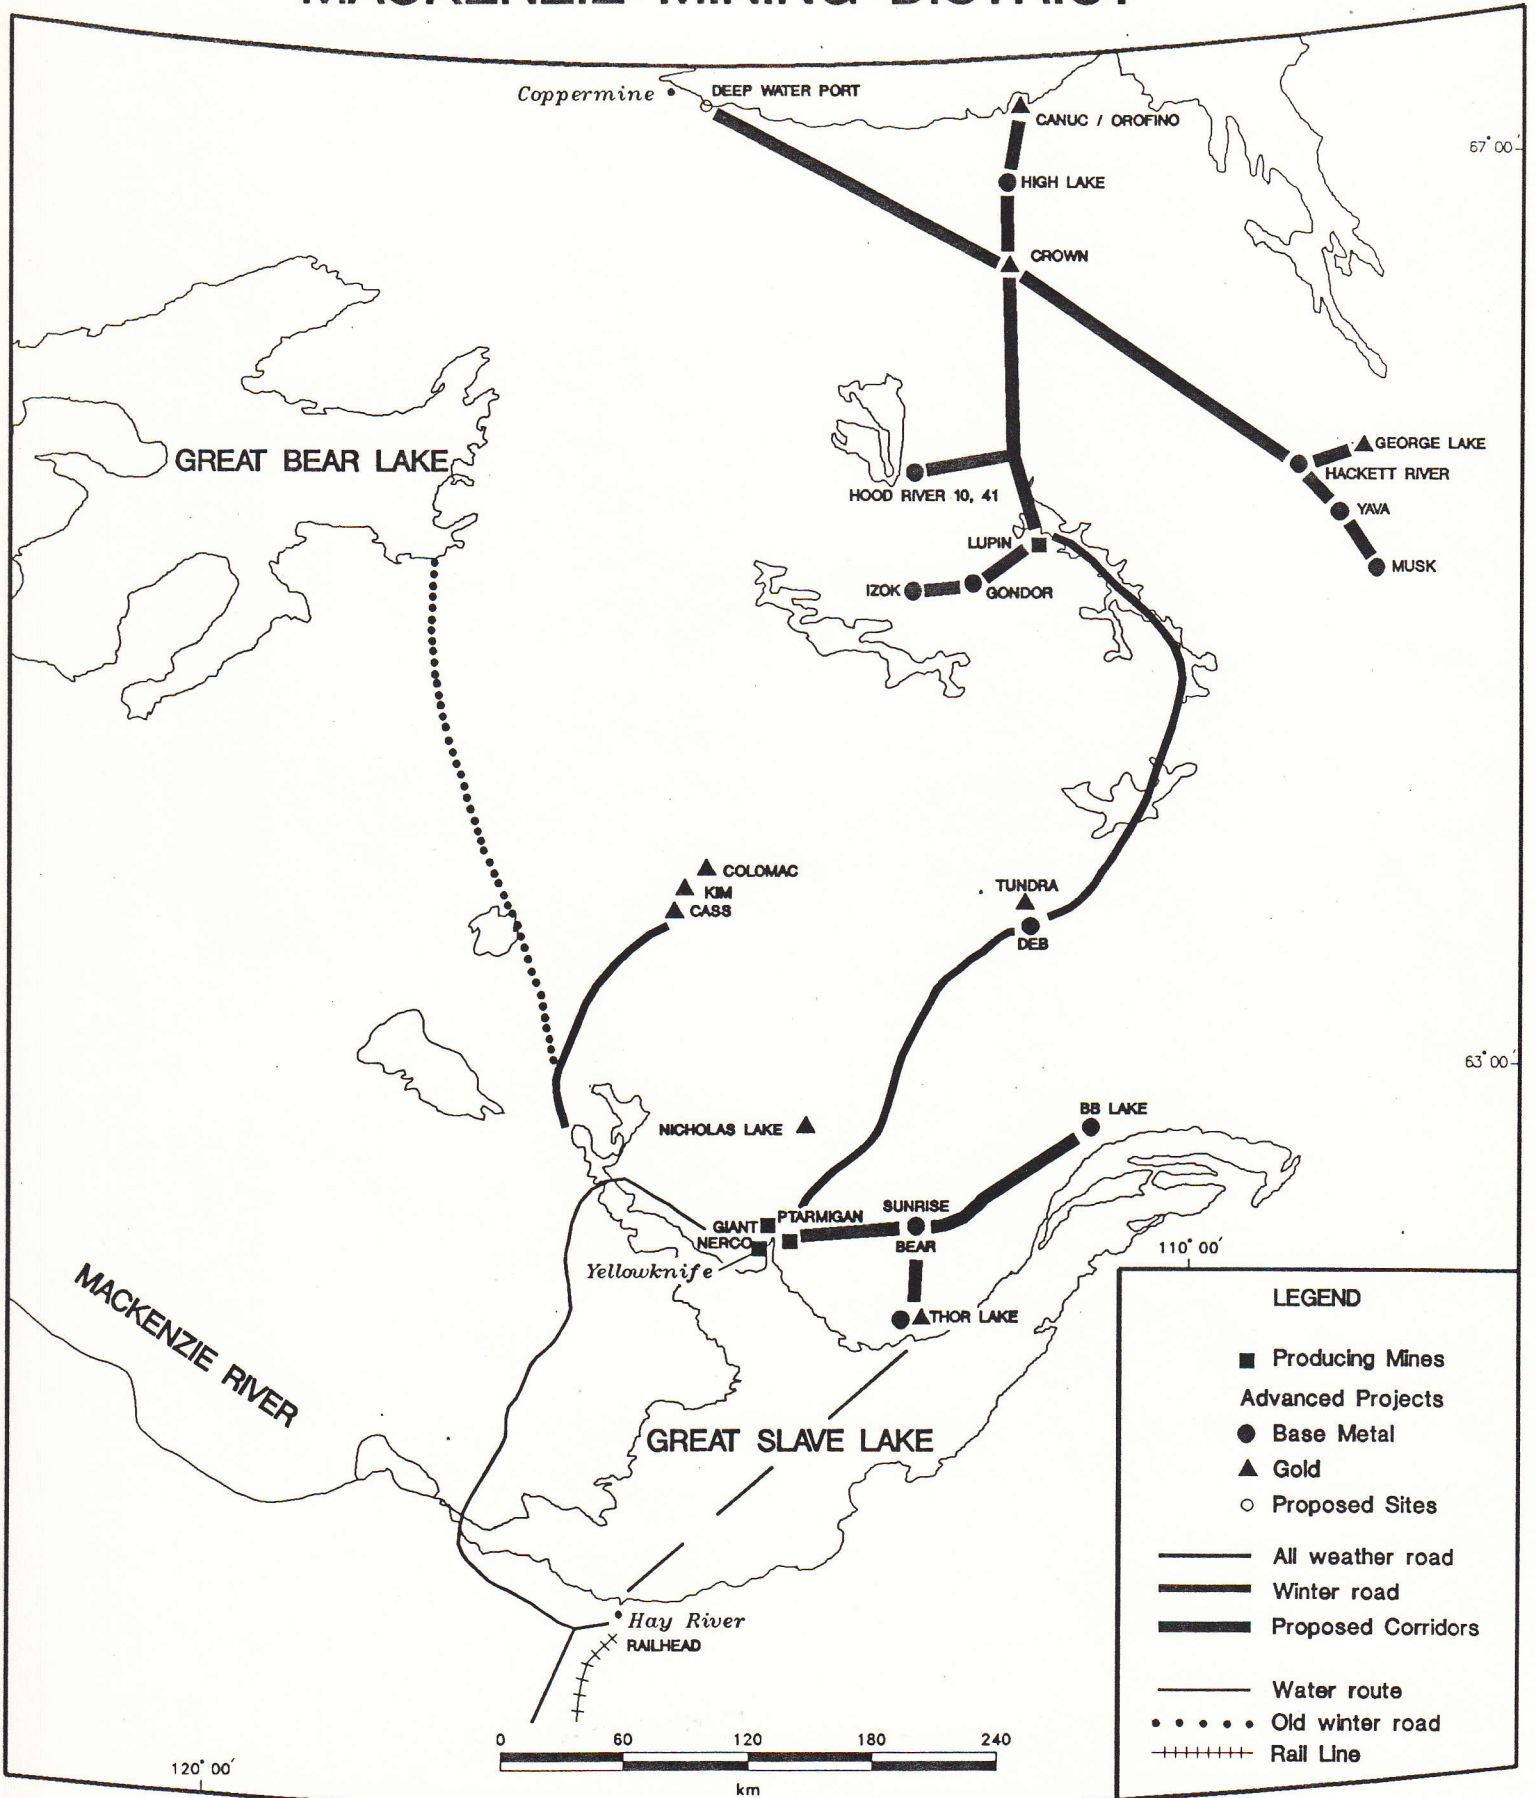 MACKENZIE MINING DISTRICT
Coppermine
DEEP WATER PORT
CANUC / OROFINO
67° 00′
HIGH LAKE
CROWN
GREAT BEAR LAKE
GEORGE LAKE
HACKETT RIVER
HOOD RIVER 10, 41
YAVA
LUPIN
MUSK
IZOK
GONDOR
COLOMAC
KIM
CASS
TUNDRA
DEB
63° 00′
BB LAKE
NICHOLAS LAKE
SUNRISE
PTARMIGAN
GIANT
NERCO
BEAR
110° 00′
Yellowknife
MACKENZIE RIVER
THOR LAKE
GREAT SLAVE LAKE
Hay River
RAILHEAD
LEGEND
Producing Mines
Advanced Projects
Base Metal
Gold
Proposed Sites
All weather road
Winter road
Proposed Corridors
Water route
Old winter road
Rail Line
0 60 120 180 240
km
120° 00′